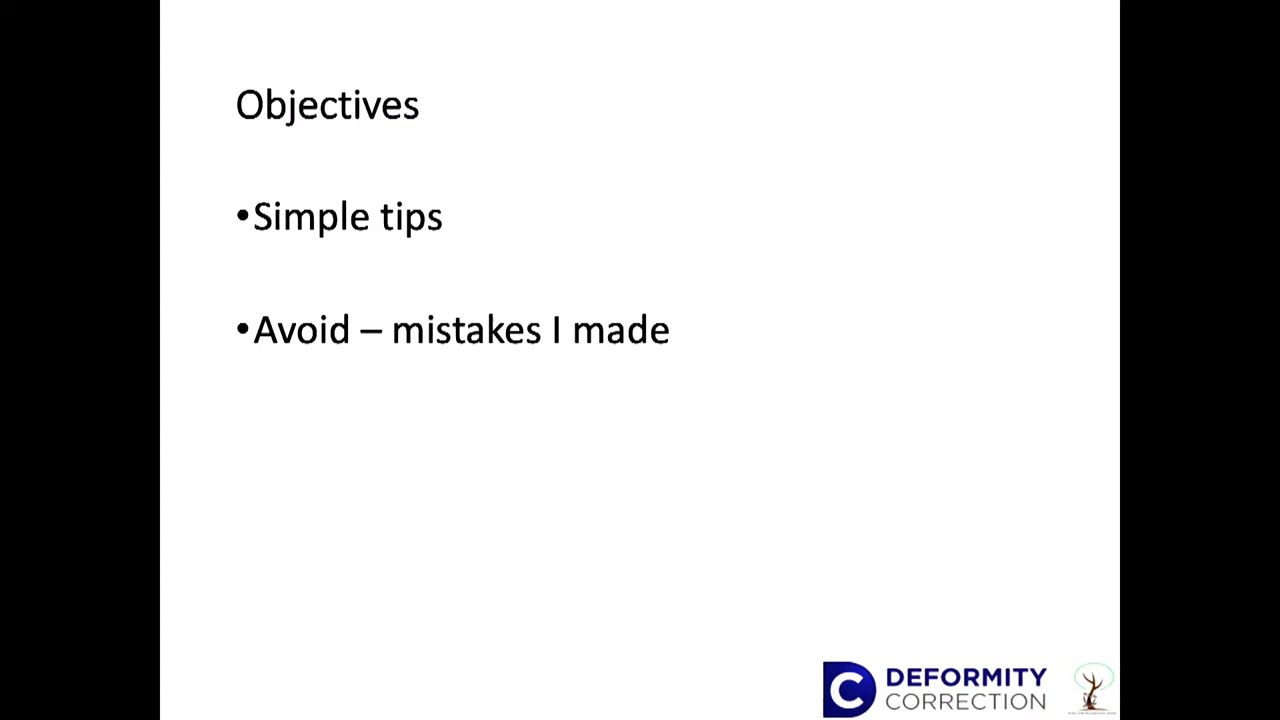 Objectives
•Simple tips
•Avoid – mistakes I made
DEFORMITY
CORRECTION